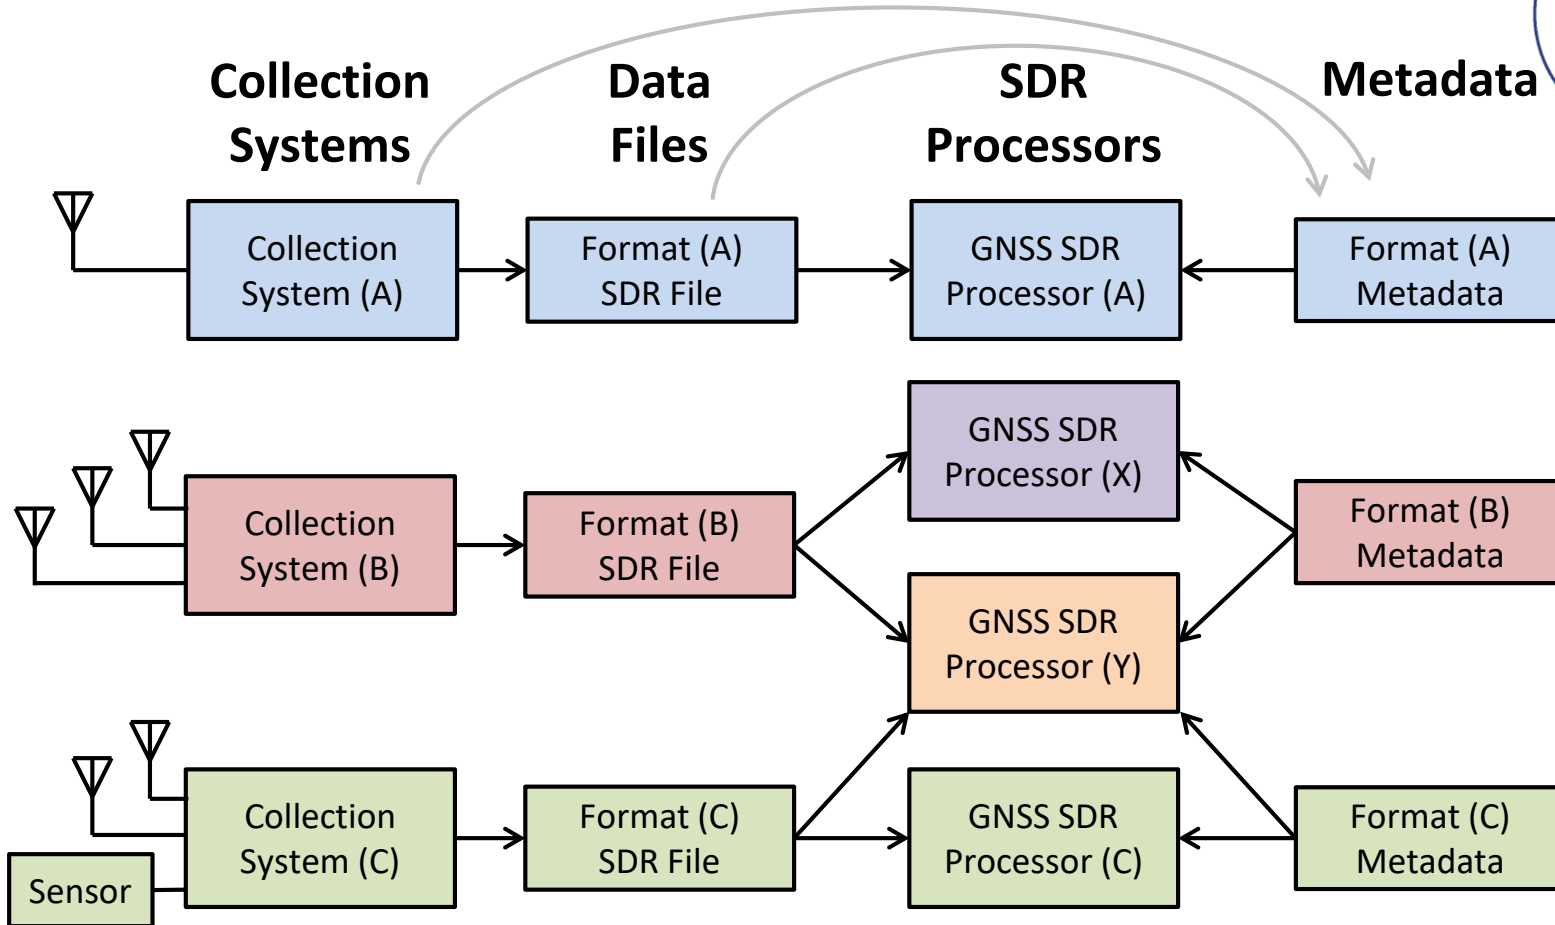 Collection
Systems
Data
Files
SDR
Processors
Metadata
Collection
System (A)
Format (A)
SDR File
GNSS SDR
Processor (A)
Format (A)
Metadata
GNSS SDR
Processor (X)
Collection
System (B)
Format (B)
SDR File
Format (B)
Metadata
GNSS SDR
Processor (Y)
Collection
System (C)
Format (C)
SDR File
GNSS SDR
Processor (C)
Format (C)
Metadata
Sensor